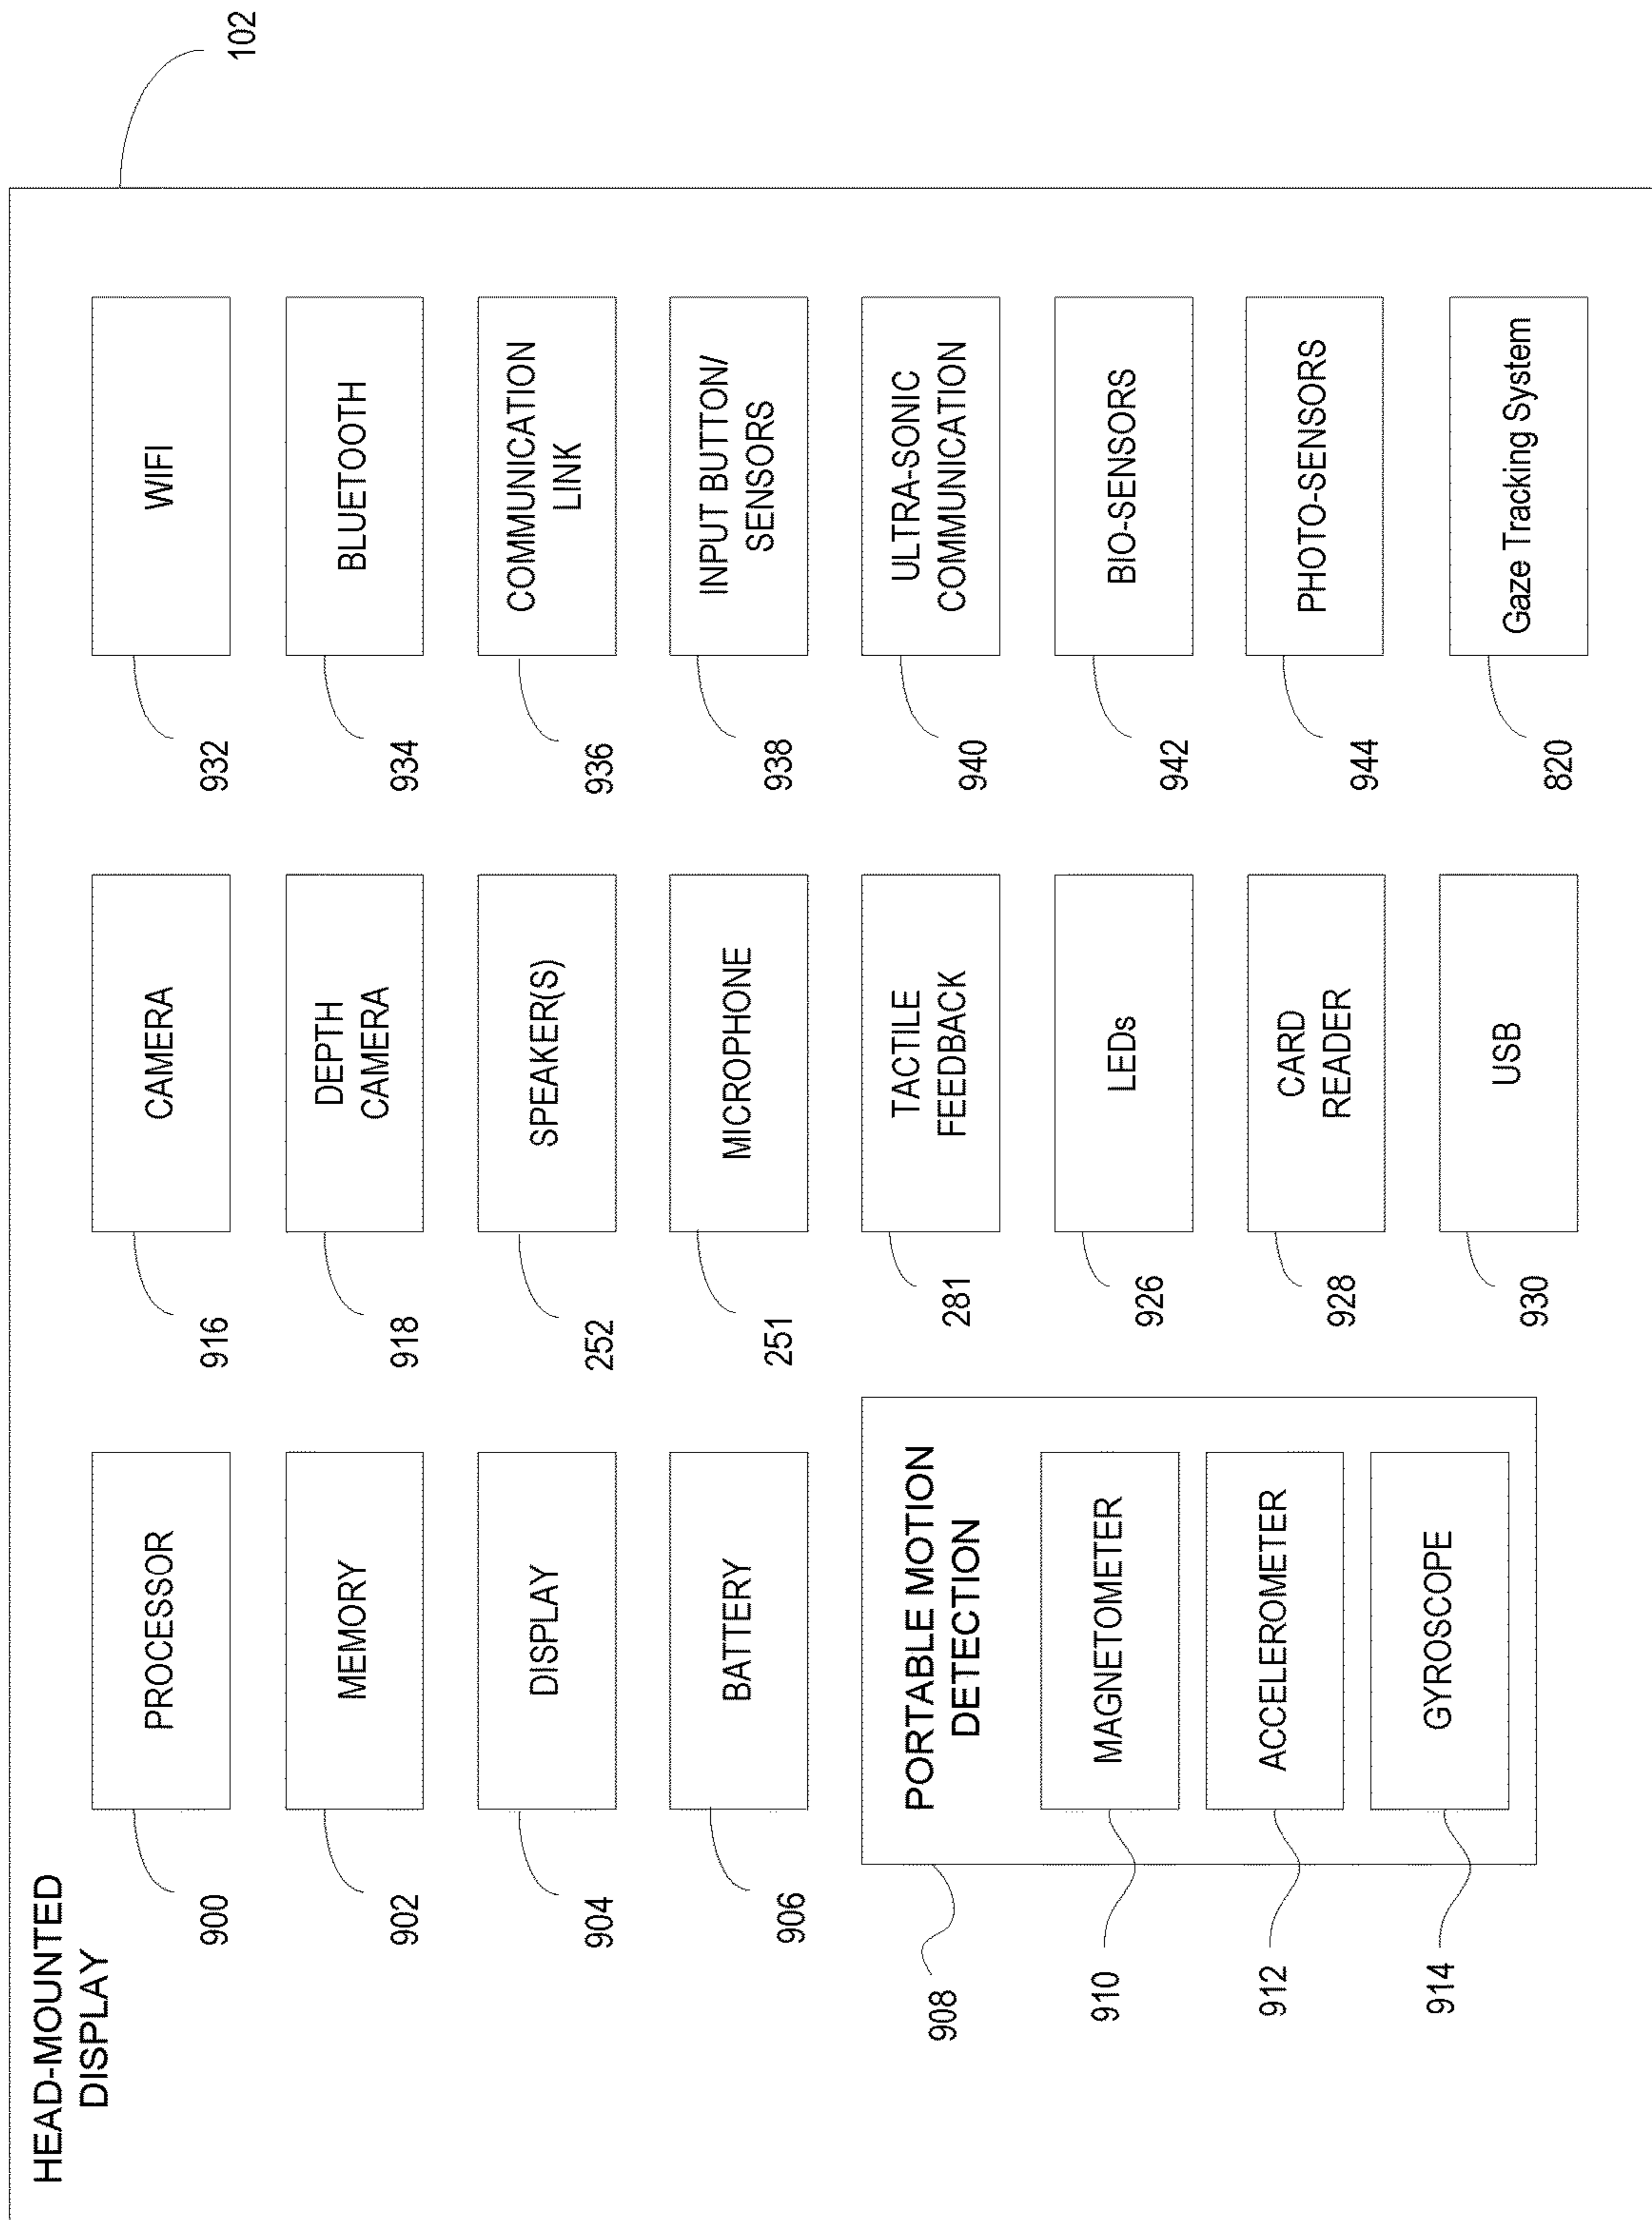 HEAD-MOUNTED
DISPLAY
102
900
PROCESSOR
902
MEMORY
904
DISPLAY
906
BATTERY
908
PORTABLE MOTION
DETECTION
910
MAGNETOMETER
912
ACCELEROMETER
914
GYROSCOPE
916
CAMERA
918
DEPTH
CAMERA
252
SPEAKER(S)
251
MICROPHONE
281
TACTILE
FEEDBACK
926
LEDs
928
CARD
READER
930
USB
932
WIFI
934
BLUETOOTH
936
COMMUNICATION
LINK
938
INPUT BUTTON/
SENSORS
940
ULTRA-SONIC
COMMUNICATION
942
BIO-SENSORS
944
PHOTO-SENSORS
820
Gaze Tracking System